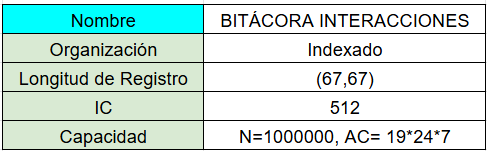 Nombre BITÁCORA INTERACCIONES
Organización Indexado
Longitud de Registro (67,67)
IC 512
Capacidad N=1000000, AC= 19*24*7